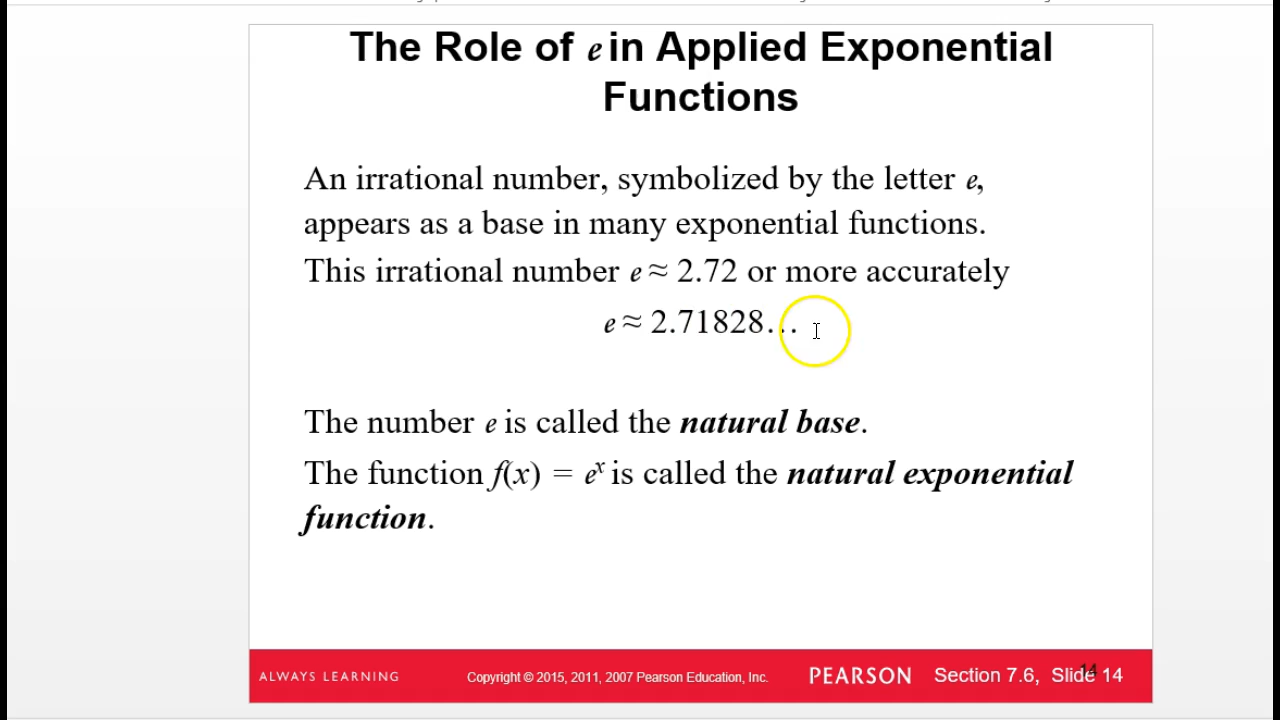 The Role of e in Applied Exponential
Functions
An irrational number, symbolized by the letter e,
appears as a base in many exponential functions.
This irrational number e ≈ 2.72 or more accurately
e ≈ 2.71828…
The number e is called the natural base.
The function f(x) = eˣ is called the natural exponential
function.
ALWAYS LEARNING
Copyright © 2015, 2011, 2007 Pearson Education, Inc.
PEARSON
Section 7.6, Slide 14
14